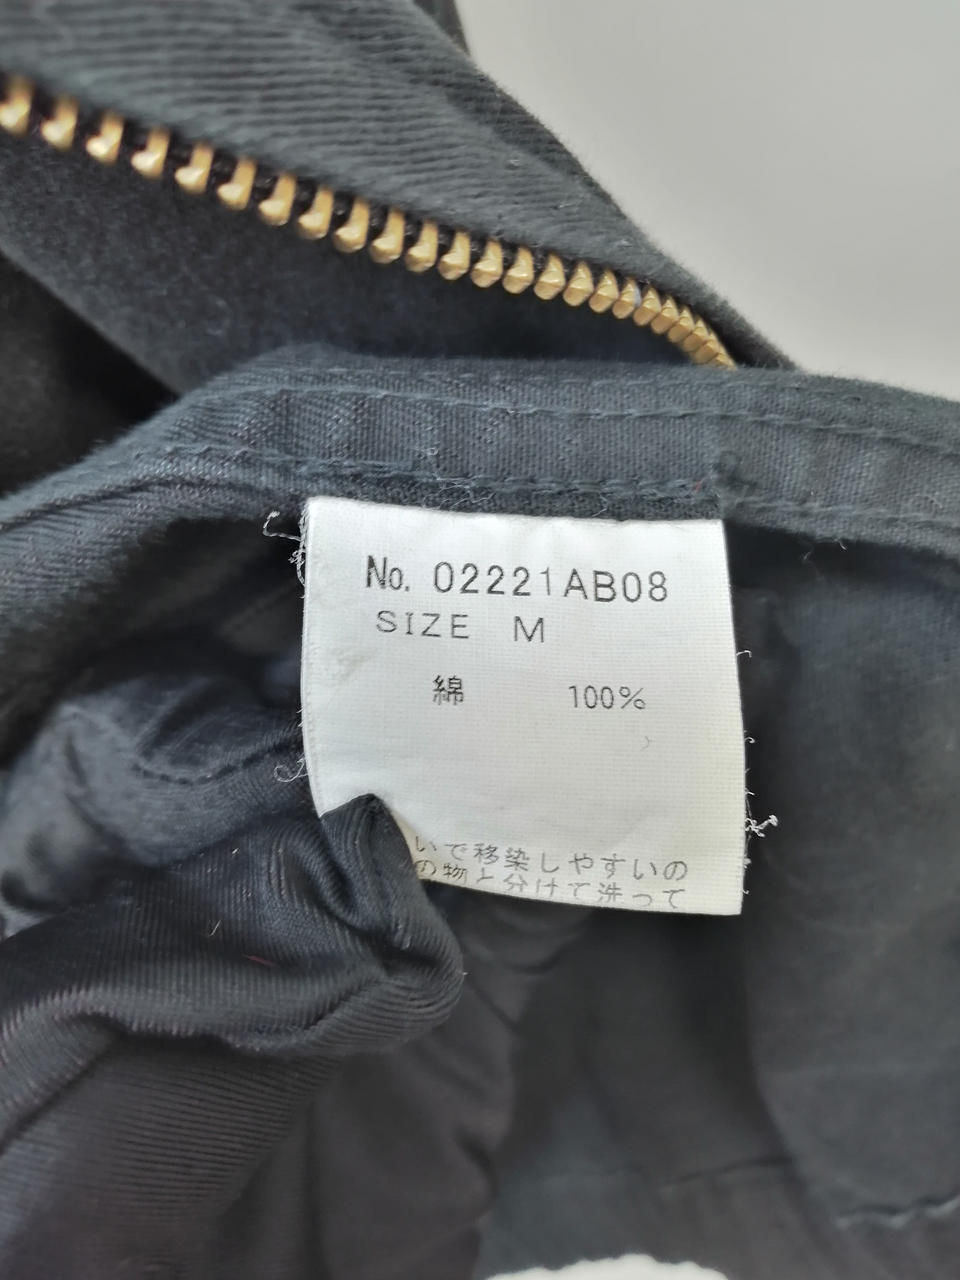 No. 02221AB08
SIZE M
綿 100%
いで移染しやすいの
の物と分けて洗って